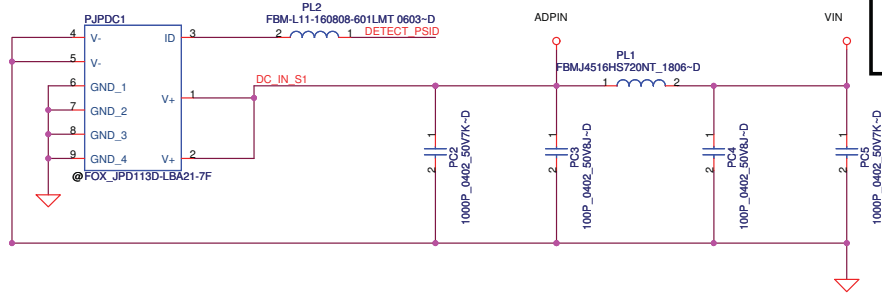 PL2
FBM-L11-160808-601LMT 0603~D
2 1 DETECT_PSID
PJPDC1
4 V- ID 3
5 V-
6 GND_1
7 GND_2
8 GND_3
9 GND_4
V+ 1
V+ 2
@ FOX_JPD113D-LBA21-7F
DC_IN_S1
ADPIN
VIN
PL1
FBMJ4516HS720NT_1806~D
1 2
1 2 PC2
1000P_0402_50V7K~D
1 2 PC3
100P_0402_50V8J~D
1 2 PC4
100P_0402_50V8J~D
1 2 PC5
1000P_0402_50V7K~D